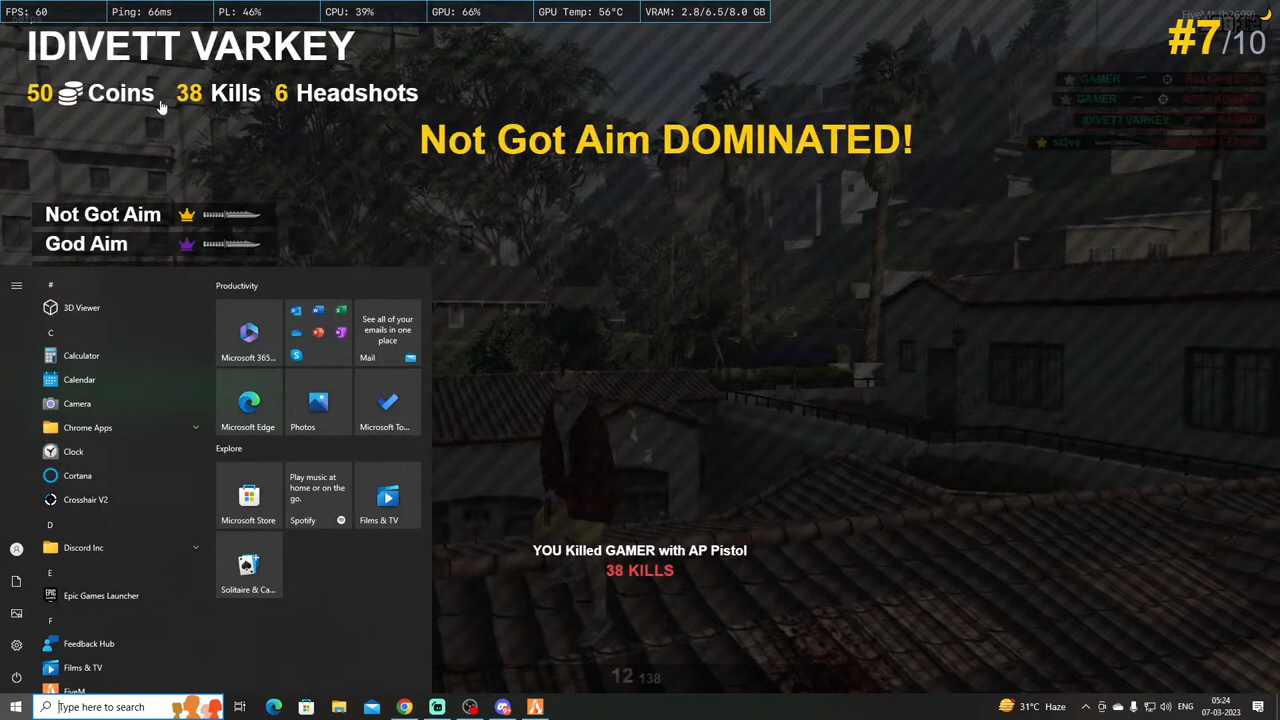 FPS: 60
Ping: 66ms
PL: 46%
CPU: 39%
GPU: 66%
GPU Temp: 56°C
VRAM: 2.8/6.5/8.0 GB
IDIVETT VARKEY
#7/10
50 Coins 38 Kills 6 Headshots
GAMER
GAMER
IDIVETT VARKEY
Not Got Aim DOMINATED!
Not Got Aim
God Aim
#
3D Viewer
C
Calculator
Calendar
Camera
Chrome Apps
Clock
Cortana
Crosshair V2
D
Discord Inc
E
Epic Games Launcher
F
Feedback Hub
Films & TV
FiveM
Productivity
Microsoft 365...
See all of your
emails in one
place
Mail
Microsoft Edge
Photos
Microsoft To...
Explore
Microsoft Store
Play music at
home or on the
go.
Spotify
Films & TV
Solitaire & Ca...
YOU Killed GAMER with AP Pistol
38 KILLS
12 138
Type here to search
31°C Haze
ENG
05:24
07-03-2023